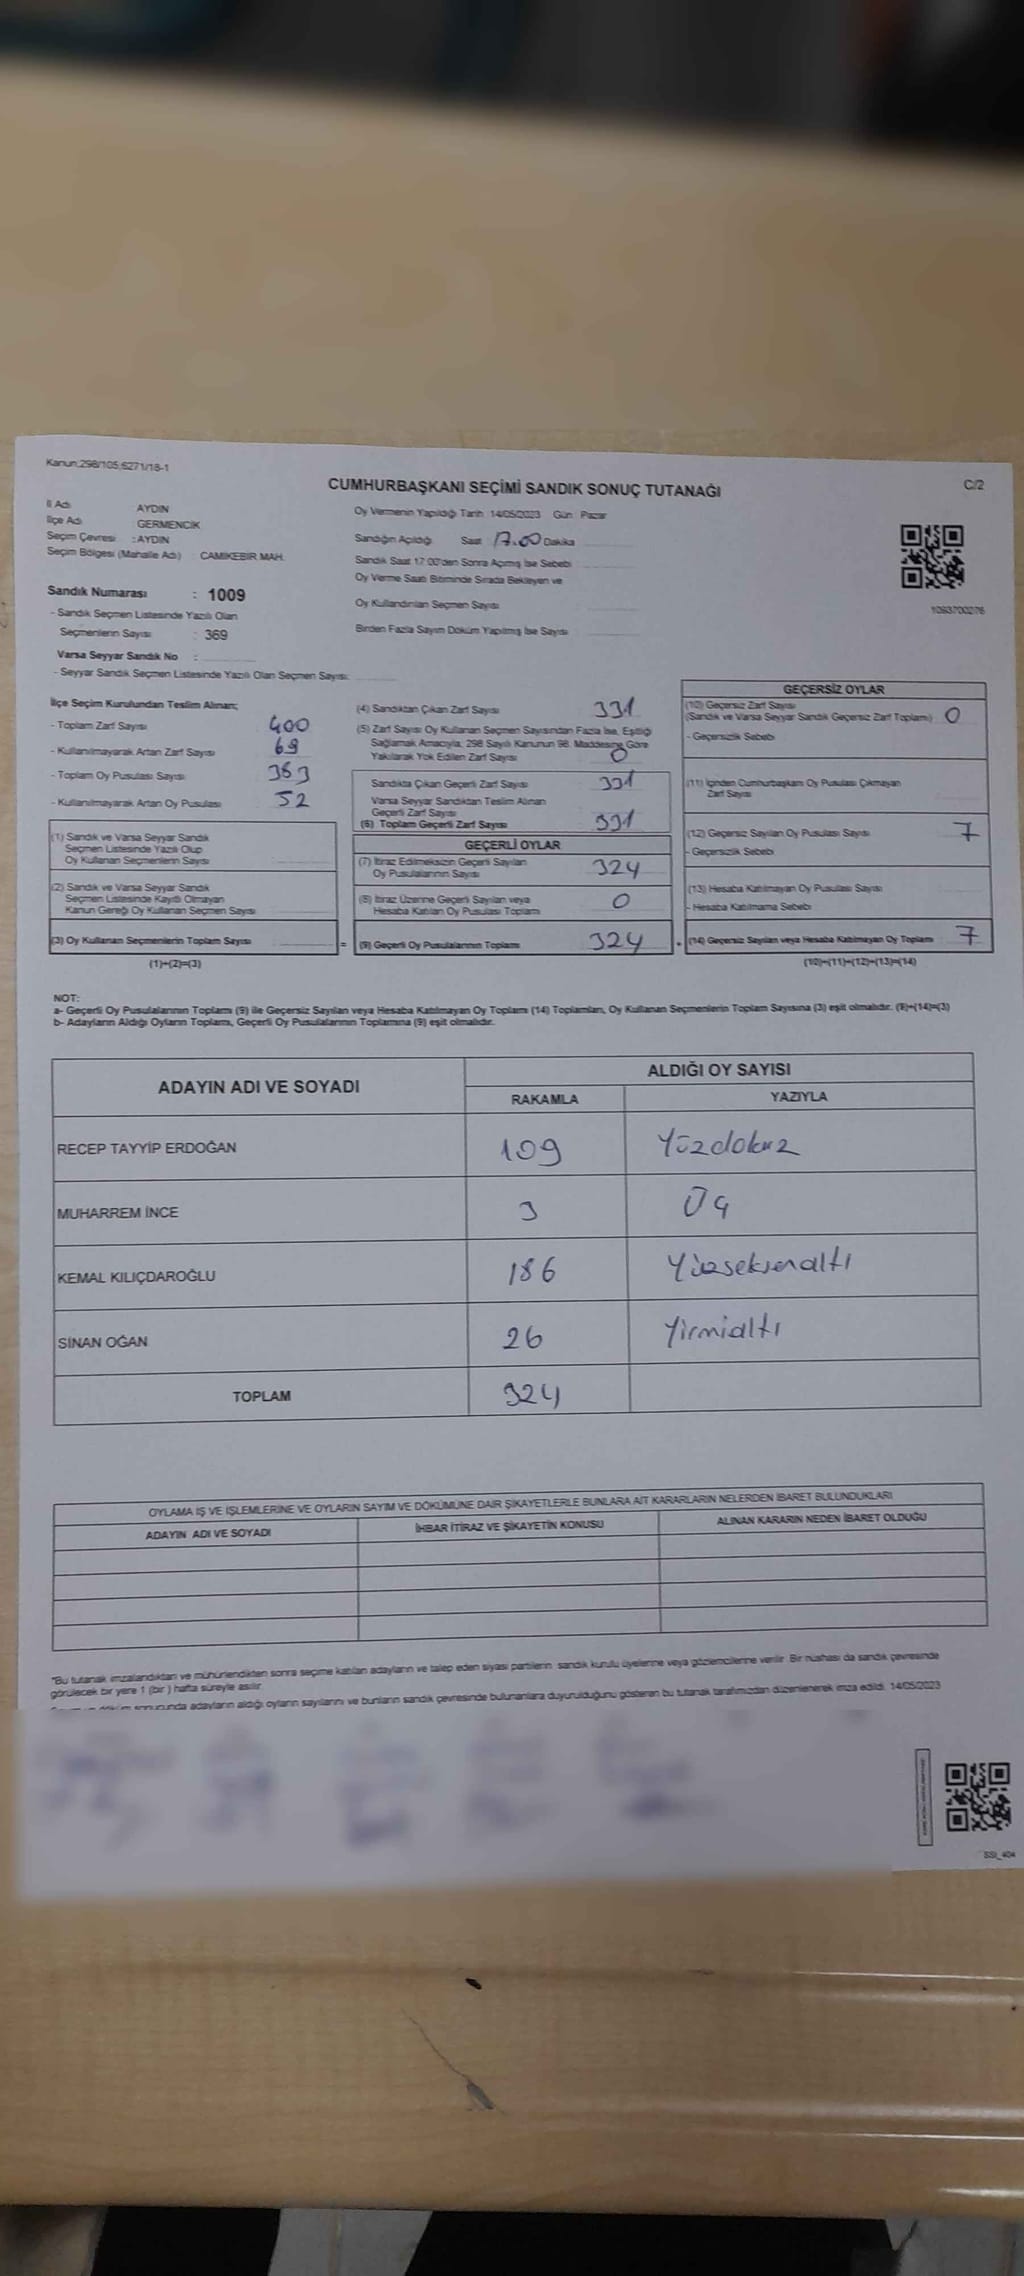 Kanun:298/105,6271/18-1
CUMHURBAŞKANI SEÇİMİ SANDIK SONUÇ TUTANAĞI
C/2
İl Adı AYDIN
İlçe Adı GERMENCİK
Seçim Çevresi : AYDIN
Seçim Bölgesi (Mahalle Adı) : CAMİKEBİR MAH.
Oy Vermenin Yapıldığı Tarih 14/05/2023 Gün : Pazar
Sandığın Açıldığı Saat 17.00 Dakika
Sandık Saat 17:00'den Sonra Açımış İse Sebebi
Oy Verme Saati Bitiminde Sırada Bekleyen ve
Oy Kullandırılan Seçmen Sayısı
Birden Fazla Sayım Döküm Yapılmış İse Sayısı
1093700276
Sandık Numarası : 1009
- Sandık Seçmen Listesinde Yazılı Olan
Seçmenlerin Sayısı : 369
Varsa Seyyar Sandık No :
- Seyyar Sandık Seçmen Listesinde Yazılı Olan Seçmen Sayısı:
İlçe Seçim Kurulundan Teslim Alınan;
- Toplam Zarf Sayısı 400
- Kullanılmayarak Artan Zarf Sayısı 69
- Toplam Oy Pusulası Sayısı 383
- Kullanılmayarak Artan Oy Pusulası 52
(1) Sandık ve Varsa Seyyar Sandık
Seçmen Listesinde Yazılı Olup
Oy Kullanan Seçmenlerin Sayısı
(2) Sandık ve Varsa Seyyar Sandık
Seçmen Listesinde Kayıtlı Olmayan
Kanun Gereği Oy Kullanan Seçmen Sayısı
(3) Oy Kullanan Seçmenlerin Toplam Sayısı =
(1)+(2)=(3)
(4) Sandıktan Çıkan Zarf Sayısı 331
(5) Zarf Sayısı Oy Kullanan Seçmen Sayısından Fazla İse, Eşitliği
Sağlamak Amacıyla, 298 Sayılı Kanunun 98. Maddesine Göre
Yakılarak Yok Edilen Zarf Sayısı 0
Sandıkta Çıkan Geçerli Zarf Sayısı 331
Varsa Seyyar Sandıktan Teslim Alınan
Geçerli Zarf Sayısı
(6) Toplam Geçerli Zarf Sayısı 331
GEÇERLİ OYLAR
(7) İtiraz Edilmeksizin Geçerli Sayılan
Oy Pusulalarının Sayısı 324
(8) İtiraz Üzerine Geçerli Sayılan veya
Hesaba Katılan Oy Pusulası Toplamı 0
(9) Geçerli Oy Pusulalarının Toplamı 324 +
GEÇERSİZ OYLAR
(10) Geçersiz Zarf Sayısı
(Sandık ve Varsa Seyyar Sandık Geçersiz Zarf Toplamı) 0
- Geçersizlik Sebebi
(11) İçinden Cumhurbaşkanı Oy Pusulası Çıkmayan
Zarf Sayısı
(12) Geçersiz Sayılan Oy Pusulası Sayısı 7
- Geçersizlik Sebebi
(13) Hesaba Katılmayan Oy Pusulası Sayısı
- Hesaba Katılmama Sebebi
(14) Geçersiz Sayılan veya Hesaba Katılmayan Oy Toplamı 7
(10)+(11)+(12)+(13)=(14)
NOT:
a- Geçerli Oy Pusulalarının Toplamı (9) ile Geçersiz Sayılan veya Hesaba Katılmayan Oy Toplamı (14) Toplamları, Oy Kullanan Seçmenlerin Toplam Sayısına (3) eşit olmalıdır. (9)+(14)=(3)
b- Adayların Aldığı Oyların Toplamı, Geçerli Oy Pusulalarının Toplamına (9) eşit olmalıdır.
ADAYIN ADI VE SOYADI
ALDIĞI OY SAYISI
RAKAMLA YAZIYLA
RECEP TAYYİP ERDOĞAN 109 Yüzdokuz
MUHARREM İNCE 3 Üç
KEMAL KILIÇDAROĞLU 186 Yüzseksenaltı
SİNAN OĞAN 26 Yirmialtı
TOPLAM 324
OYLAMA İŞ VE İŞLEMLERİNE VE OYLARIN SAYIM VE DÖKÜMÜNE DAİR ŞİKAYETLERLE BUNLARA AİT KARARLARIN NELERDEN İBARET BULUNDUKLARI
ADAYIN ADI VE SOYADI İHBAR İTİRAZ VE ŞİKAYETİN KONUSU ALINAN KARARIN NEDEN İBARET OLDUĞU
*Bu tutanak imzalandıktan ve mühürlendikten sonra seçime katılan adayların ve talep eden siyasi partilerin sandık kurulu üyelerine veya gözlemcilerine verilir. Bir nüshası da sandık çevresinde
görülecek bir yere 1 (bir ) hafta süreyle asılır.
sonucunda adayların aldığı oyların sayılarını ve bunların sandık çevresinde bulunanlara duyurulduğunu gösteren bu tutanak tarafımızdan düzenlenerek imza edildi. 14/05/2023
SSI_404